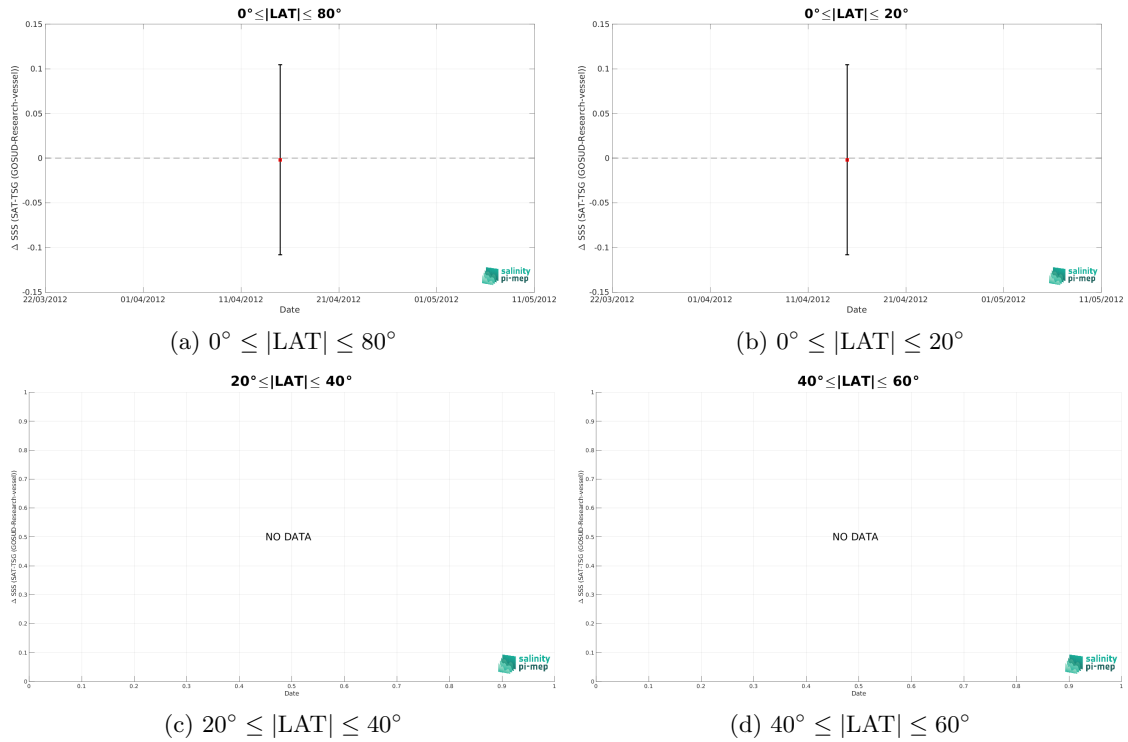 0°≤|LAT|≤ 80°
0.15
0.1
0.05
0
-0.05
-0.1
-0.15
Δ SSS (SAT-TSG (GOSUD-Research-vessel))
22/03/2012 01/04/2012 11/04/2012 21/04/2012 01/05/2012 11/05/2012
Date
salinity
pi-mep
(a) 0° ≤ |LAT| ≤ 80°
0°≤|LAT|≤ 20°
0.15
0.1
0.05
0
-0.05
-0.1
-0.15
Δ SSS (SAT-TSG (GOSUD-Research-vessel))
22/03/2012 01/04/2012 11/04/2012 21/04/2012 01/05/2012 11/05/2012
Date
salinity
pi-mep
(b) 0° ≤ |LAT| ≤ 20°
20°≤|LAT|≤ 40°
1
0.9
0.8
0.7
0.6
0.5
0.4
0.3
0.2
0.1
0
Δ SSS (SAT-TSG (GOSUD-Research-vessel))
NO DATA
0 0.1 0.2 0.3 0.4 0.5 0.6 0.7 0.8 0.9 1
Date
salinity
pi-mep
(c) 20° ≤ |LAT| ≤ 40°
40°≤|LAT|≤ 60°
1
0.9
0.8
0.7
0.6
0.5
0.4
0.3
0.2
0.1
0
Δ SSS (SAT-TSG (GOSUD-Research-vessel))
NO DATA
0 0.1 0.2 0.3 0.4 0.5 0.6 0.7 0.8 0.9 1
Date
salinity
pi-mep
(d) 40° ≤ |LAT| ≤ 60°